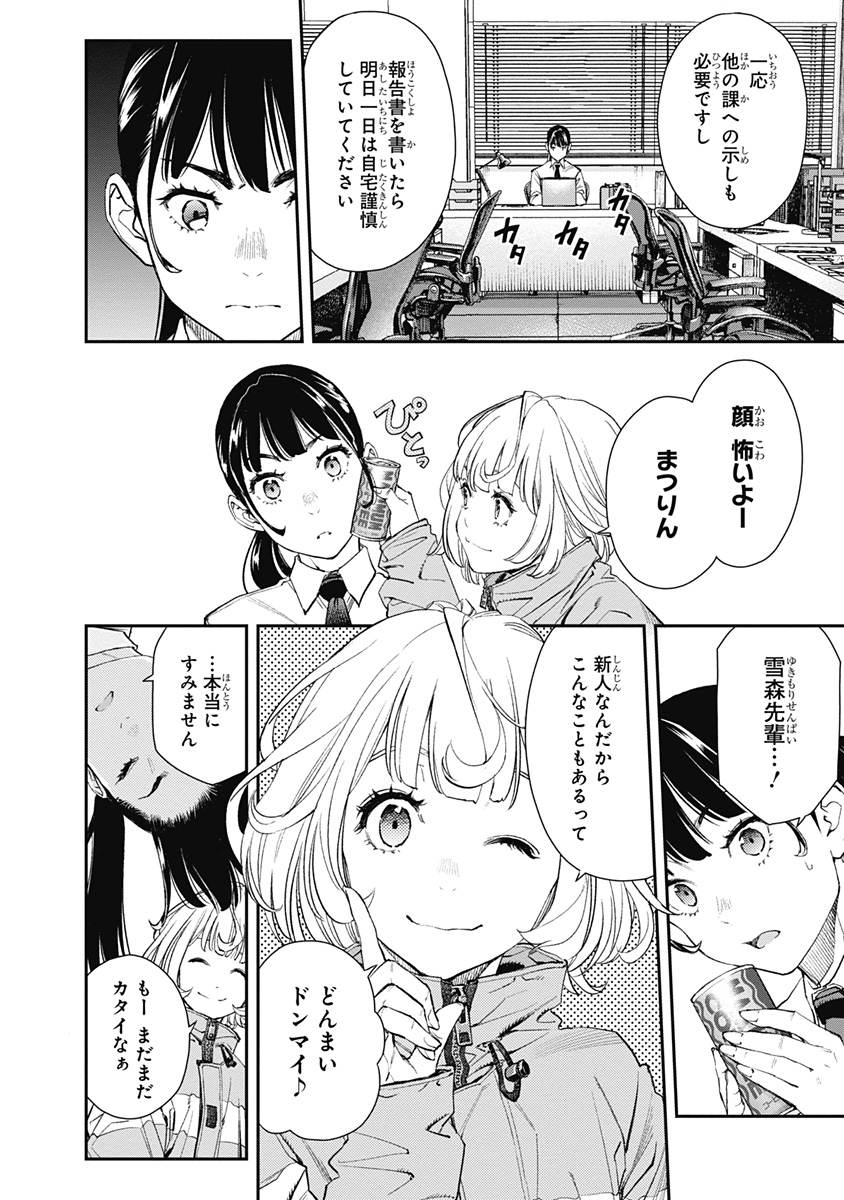 一応
他の課への示しも
必要ですし
報告書を書いたら
明日一日は自宅謹慎
していてください
カタ
カタ
カタ
顔 怖いよー
まつりん
ぴとっ
雪森先輩
…！
新人なんだから
こんなこともあるって
どんまい
ドンマイ♪
…本当に
すみません
もー まだまだ
カタイなぁ